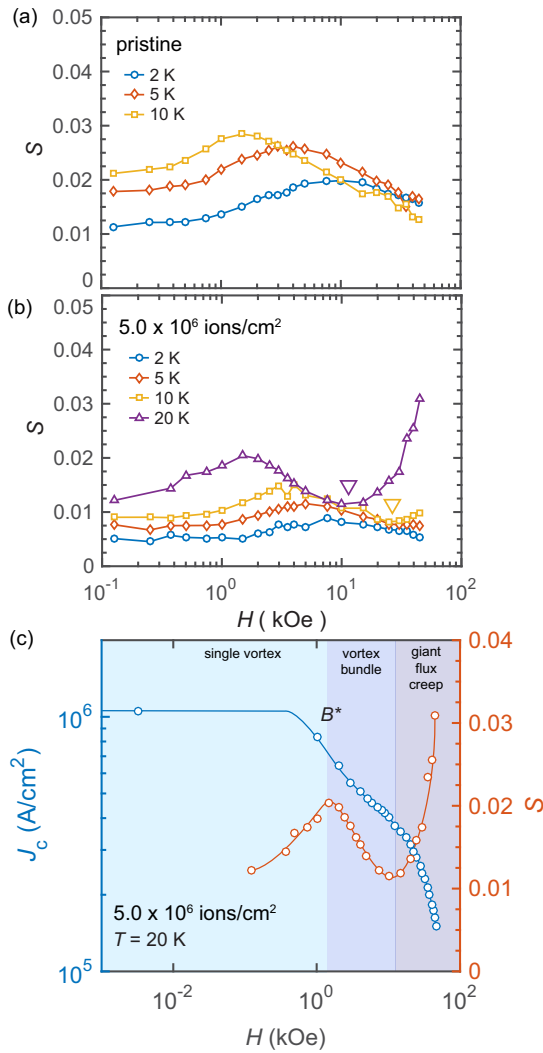 (a)
0.05
0.04
0.03
0.02
0.01
0
S
pristine
2 K
5 K
10 K
(b)
0.05
0.04
0.03
0.02
0.01
0
S
5.0 x 10⁶ ions/cm²
2 K
5 K
10 K
20 K
10⁻¹ 10⁰ 10¹ 10²
H ( kOe)
(c)
single vortex
vortex
bundle
giant
flux
creep
B*
10⁶
10⁵
J_c (A/cm²)
0.04
0.03
0.02
0.01
0
S
5.0 x 10⁶ ions/cm²
T = 20 K
10⁻² 10⁰ 10²
H (kOe)